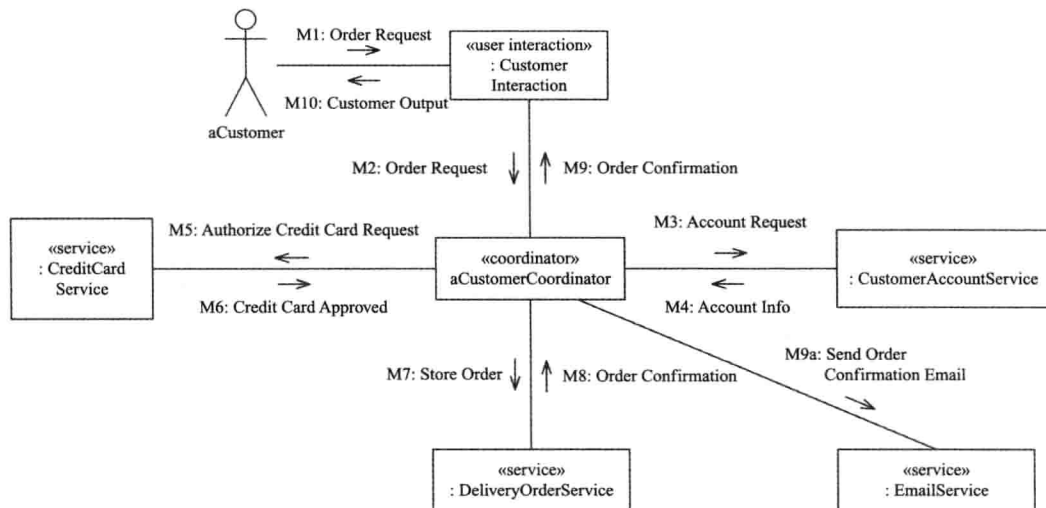 M1: Order Request
«user interaction»
: Customer
Interaction
M10: Customer Output
aCustomer
M2: Order Request
M9: Order Confirmation
M5: Authorize Credit Card Request
M3: Account Request
«service»
: CreditCard
Service
«coordinator»
aCustomerCoordinator
«service»
: CustomerAccountService
M6: Credit Card Approved
M4: Account Info
M9a: Send Order
Confirmation Email
M7: Store Order
M8: Order Confirmation
«service»
: DeliveryOrderService
«service»
: EmailService